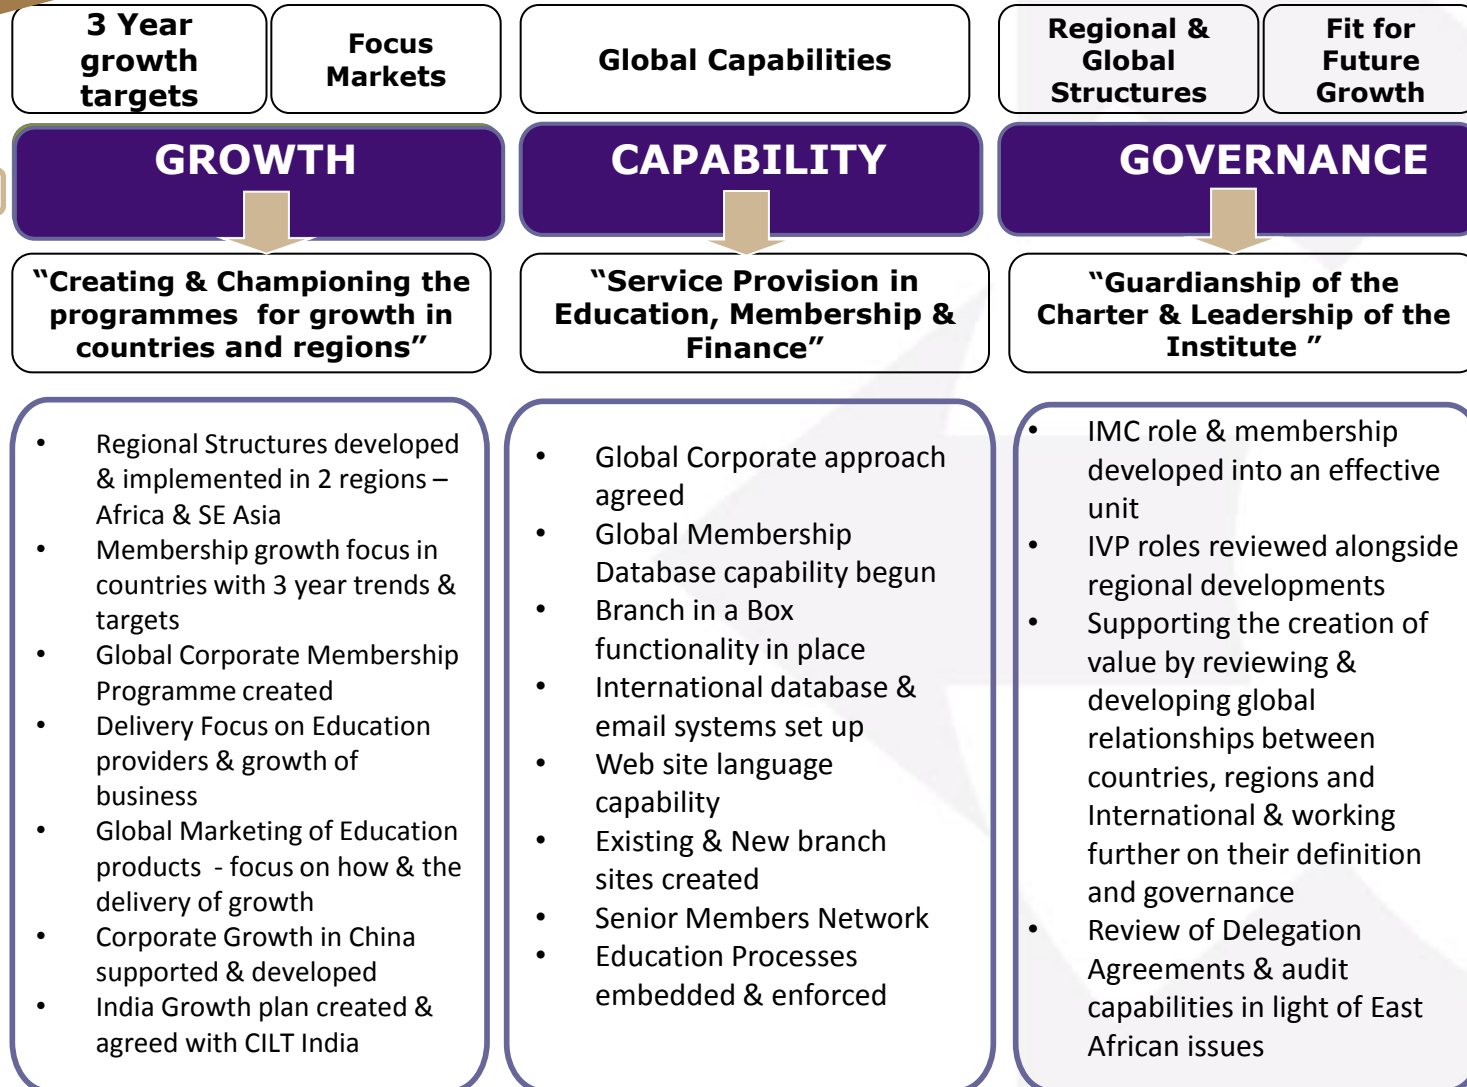 3 Year
growth
targets
Focus
Markets
Global Capabilities
Regional &
Global
Structures
Fit for
Future
Growth
GROWTH
CAPABILITY
GOVERNANCE
“Creating & Championing the
programmes for growth in
countries and regions”
“Service Provision in
Education, Membership &
Finance”
“Guardianship of the
Charter & Leadership of the
Institute ”
• Regional Structures developed
& implemented in 2 regions –
Africa & SE Asia
• Membership growth focus in
countries with 3 year trends &
targets
• Global Corporate Membership
Programme created
• Delivery Focus on Education
providers & growth of
business
• Global Marketing of Education
products - focus on how & the
delivery of growth
• Corporate Growth in China
supported & developed
• India Growth plan created &
agreed with CILT India
• Global Corporate approach
agreed
• Global Membership
Database capability begun
• Branch in a Box
functionality in place
• International database &
email systems set up
• Web site language
capability
• Existing & New branch
sites created
• Senior Members Network
• Education Processes
embedded & enforced
• IMC role & membership
developed into an effective
unit
• IVP roles reviewed alongside
regional developments
• Supporting the creation of
value by reviewing &
developing global
relationships between
countries, regions and
International & working
further on their definition
and governance
• Review of Delegation
Agreements & audit
capabilities in light of East
African issues